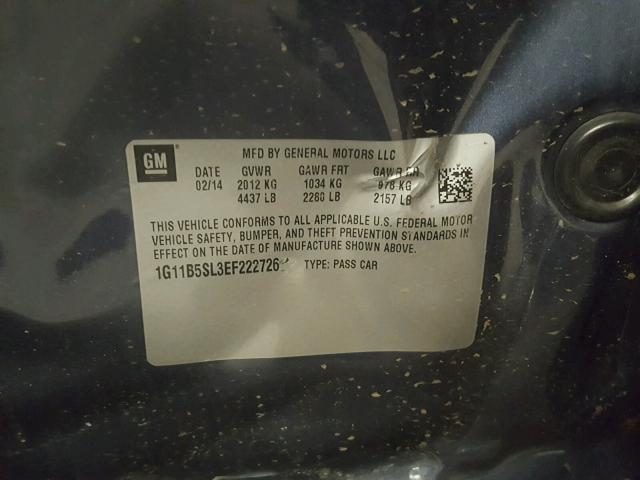 GM
MFD BY GENERAL MOTORS LLC
DATE GVWR GAWR FRT GAWR RR
02/14 2012 KG 1034 KG 978 KG
4437 LB 2280 LB 2157 LB
THIS VEHICLE CONFORMS TO ALL APPLICABLE U.S. FEDERAL MOTOR
VEHICLE SAFETY, BUMPER, AND THEFT PREVENTION STANDARDS IN
EFFECT ON THE DATE OF MANUFACTURE SHOWN ABOVE.
1G11B5SL3EF222726 TYPE: PASS CAR